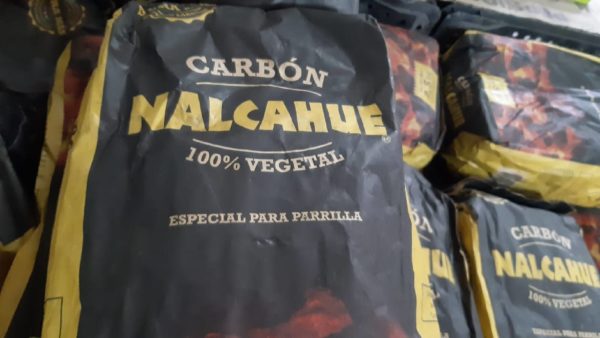 CARBÓN
NALCAHUE
100% VEGETAL
ESPECIAL PARA PARRILLA
CARBÓN
NALCAHUE
100% VEGETAL